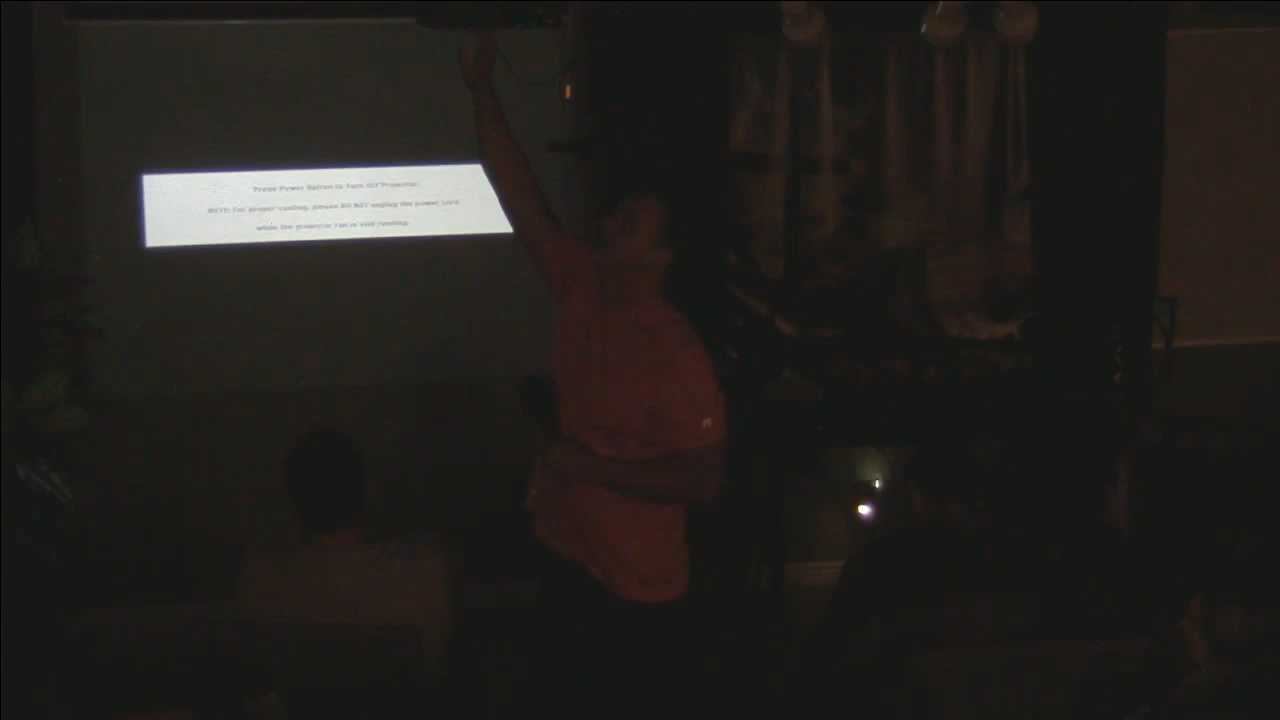 Press Power Button to Turn Off Projector.
NOTE: For proper cooling, please DO NOT unplug the power cord
while the projector fan is still running.